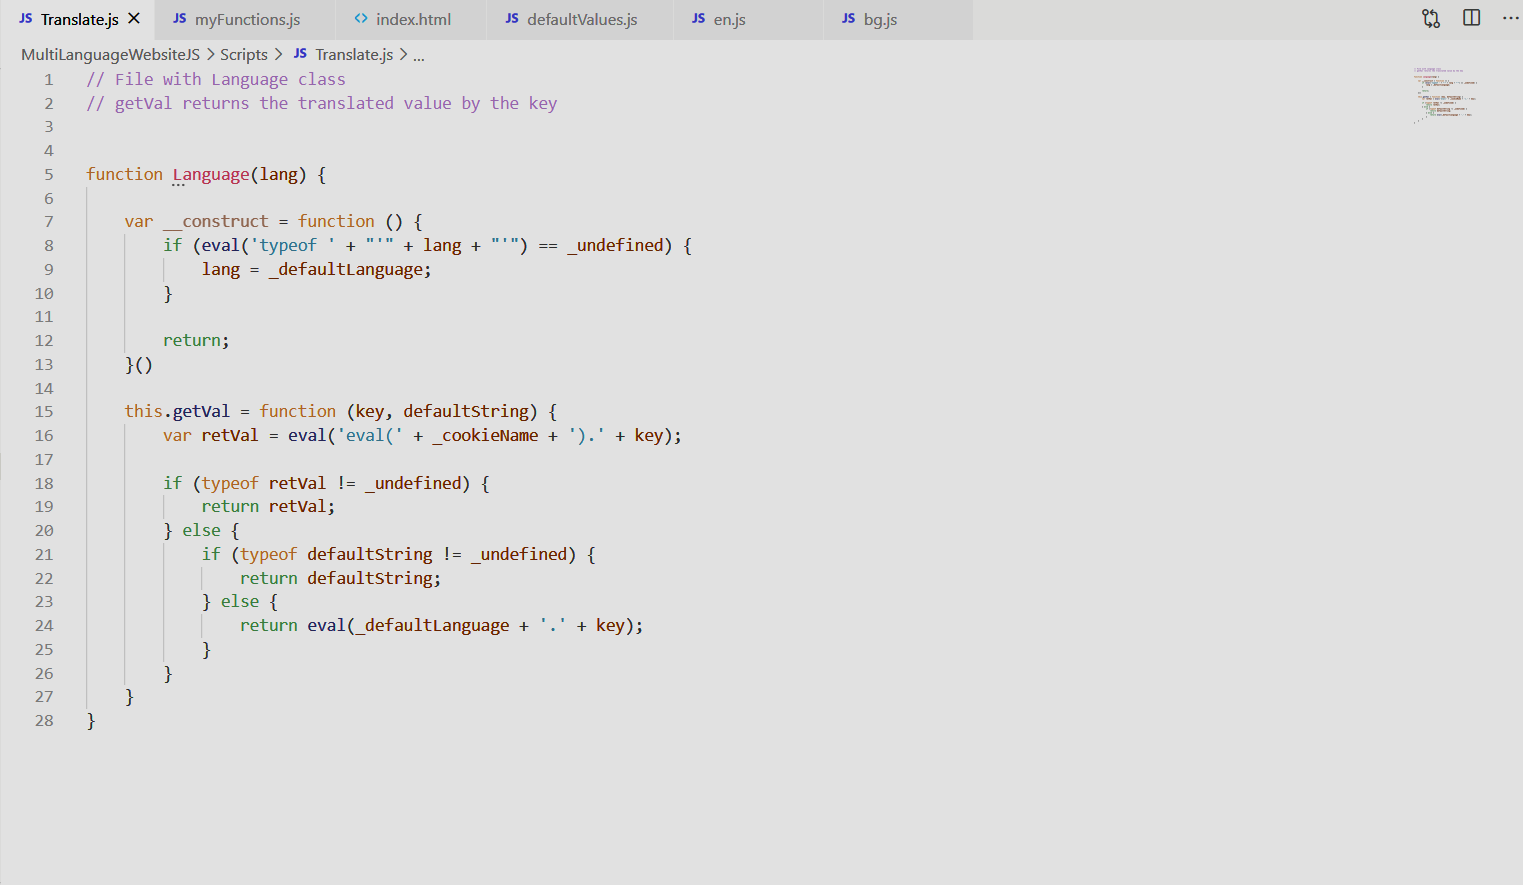 JS Translate.js × JS myFunctions.js <> index.html JS defaultValues.js JS en.js JS bg.js
MultiLanguageWebsiteJS > Scripts > JS Translate.js > ...
1 // File with Language class
2 // getVal returns the translated value by the key
3
4
5 function Language(lang) {
6
7 var __construct = function () {
8 if (eval('typeof ' + "'" + lang + "'") == _undefined) {
9 lang = _defaultLanguage;
10 }
11
12 return;
13 }()
14
15 this.getVal = function (key, defaultString) {
16 var retVal = eval('eval(' + _cookieName + ').' + key);
17
18 if (typeof retVal != _undefined) {
19 return retVal;
20 } else {
21 if (typeof defaultString != _undefined) {
22 return defaultString;
23 } else {
24 return eval(_defaultLanguage + '.' + key);
25 }
26 }
27 }
28 }